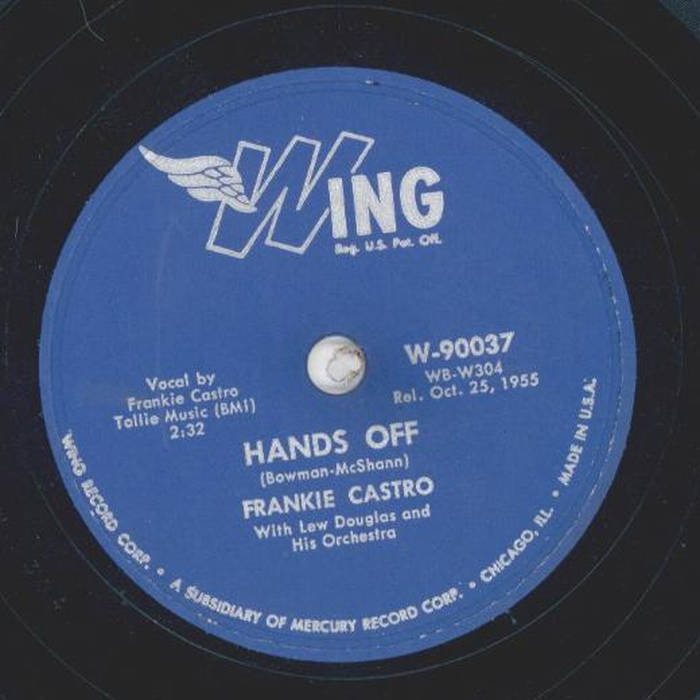 WING
Reg. U.S. Pat. Off.
W-90037
WB-W304
Rel. Oct. 25, 1955
Vocal by
Frankie Castro
Tollie Music (BMI)
2:32
HANDS OFF
(Bowman-McShann)
FRANKIE CASTRO
With Lew Douglas and
His Orchestra
WING RECORD CORP. • A SUBSIDIARY OF MERCURY RECORD CORP. • CHICAGO, ILL. • MADE IN U.S.A.